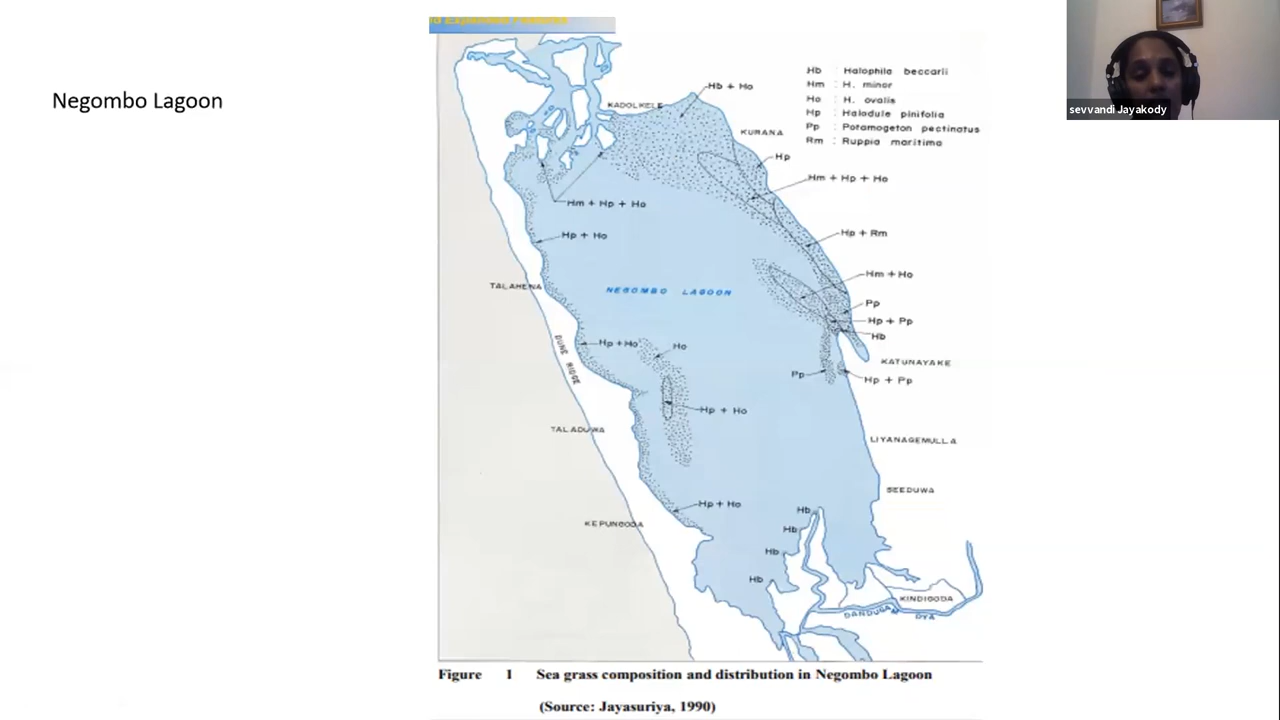 Negombo Lagoon
sevvandi Jayakody
Hb : Halophila beccarii
Hm : H. minor
Ho : H. ovalis
Hp : Halodule pinifolia
Pp : Potamogeton pectinatus
Rm : Ruppia maritima
Hb + Ho
KADOLKELE
KURANA
Hp
Hm + Hp + Ho
Hm + Hp + Ho
Hp + Rm
Hp + Ho
Hm + Ho
TALAHENA
NEGOMBO LAGOON
Pp
Hp + Pp
Hb
DUNE RIDGE
Hp + Ho
Ho
KATUNAYAKE
Pp
Hp + Pp
Hp + Ho
TALADUWA
LIYANAGEMULLA
SEEDUWA
Hp + Ho
Hb
KEPUNGODA
Hb
Hb
Hb
KINDIGODA
DANDUGAM OYA
Figure 1 Sea grass composition and distribution in Negombo Lagoon
(Source: Jayasuriya, 1990)